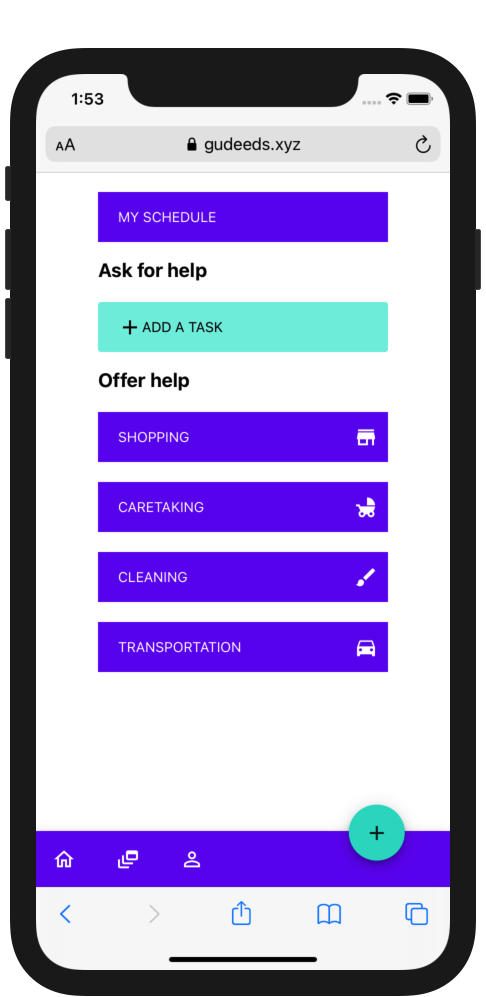 1:53
AA
gudeeds.xyz
MY SCHEDULE
Ask for help
+ ADD A TASK
Offer help
SHOPPING
CARETAKING
CLEANING
TRANSPORTATION
+